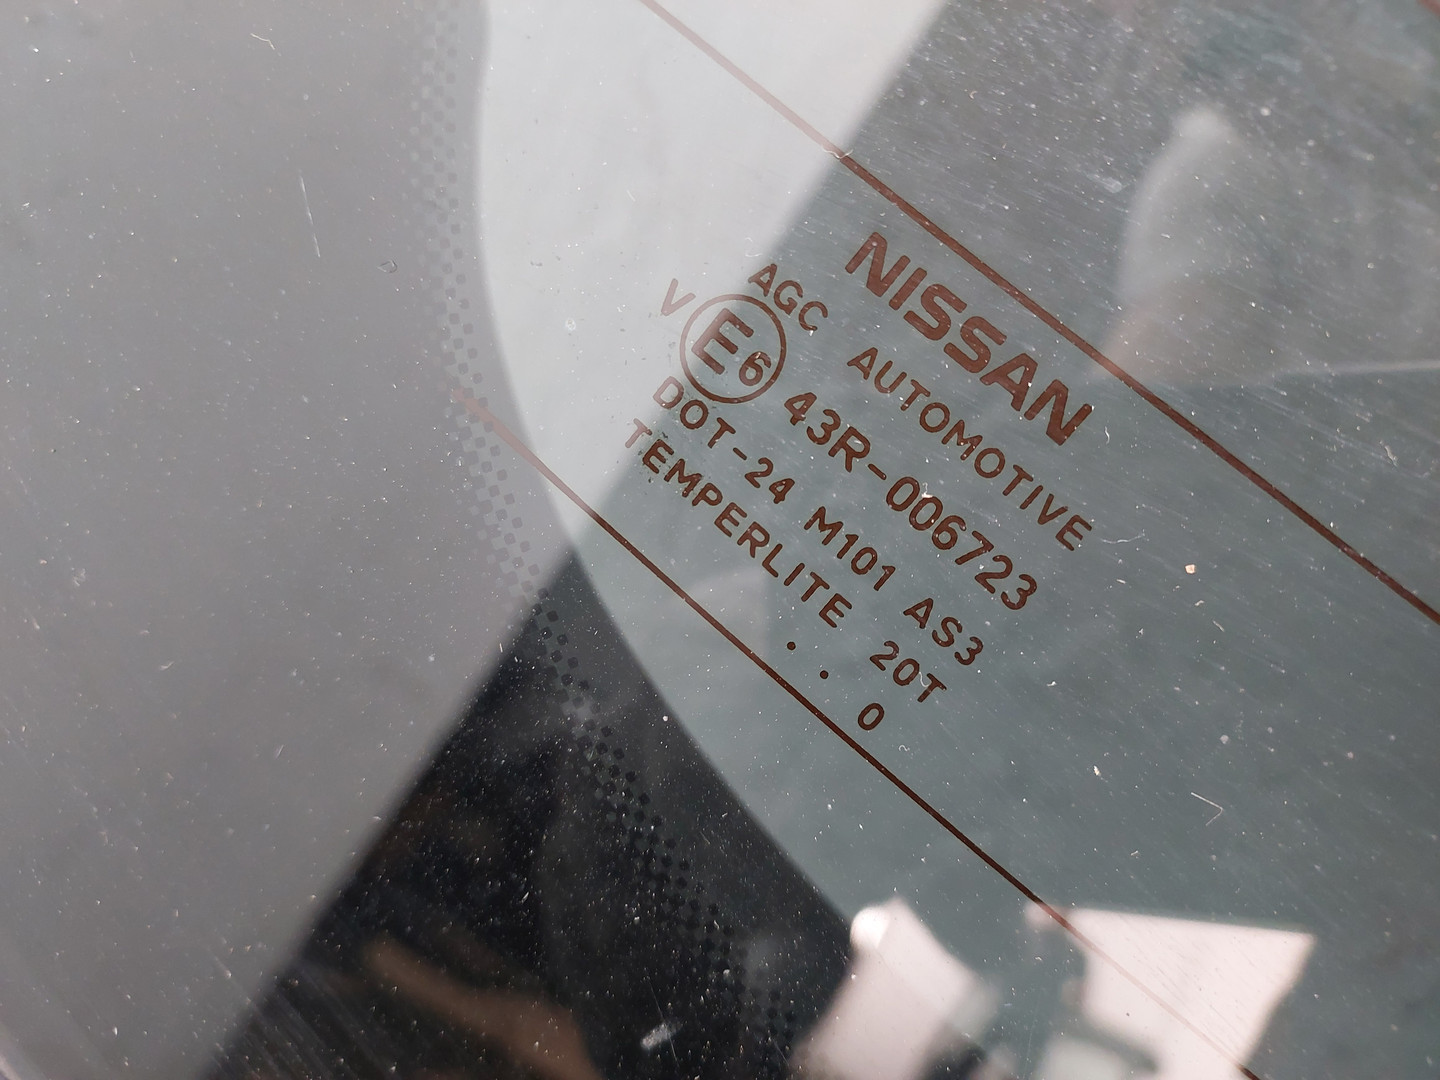 NISSAN
AGC AUTOMOTIVE
V E6 43R-006723
DOT-24 M101 AS3
TEMPERLITE 20T
. . 0